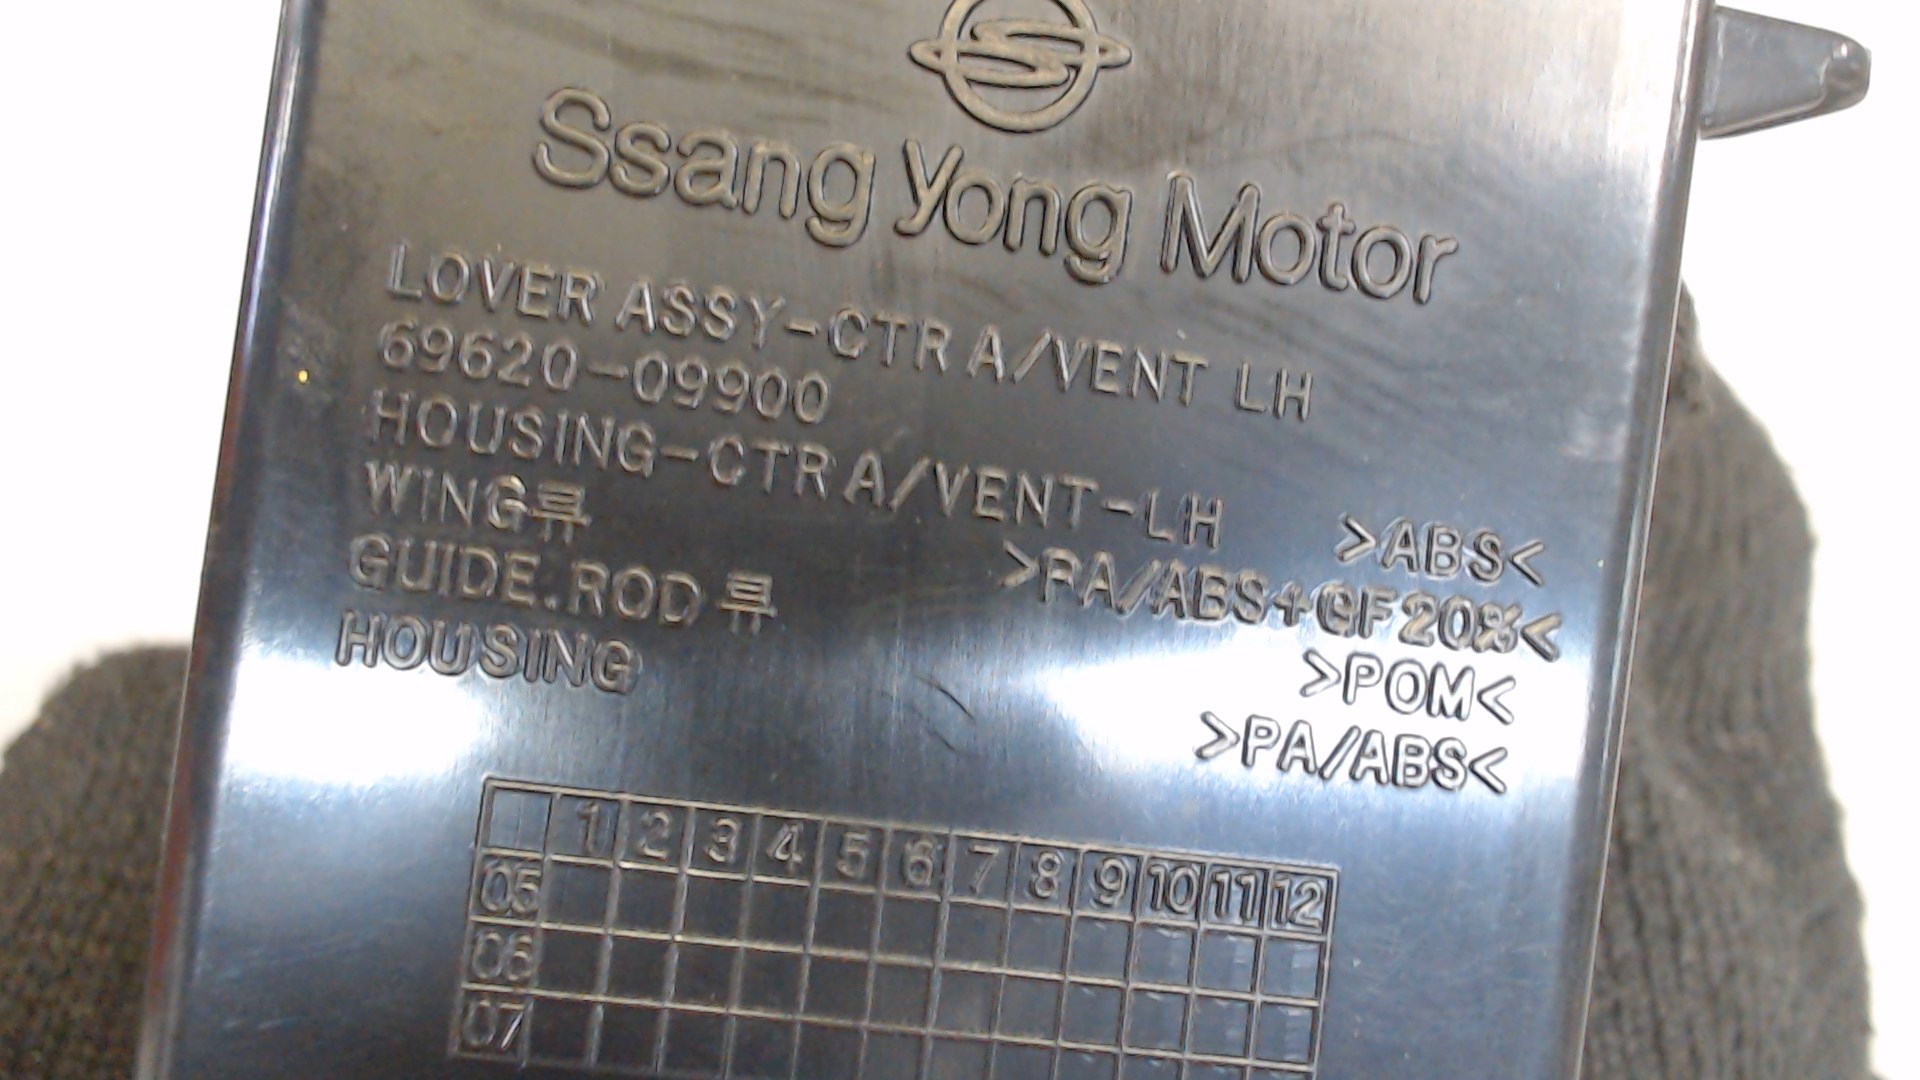 Ssang Yong Motor
LOVER ASSY-CTR A/VENT LH
69620-09900
HOUSING-CTR A/VENT-LH >ABS<
WING류 >PA/ABS+GF20%<
GUIDE.ROD류 >POM<
HOUSING >PA/ABS<
1 2 3 4 5 6 7 8 9 10 11 12
05
06
07